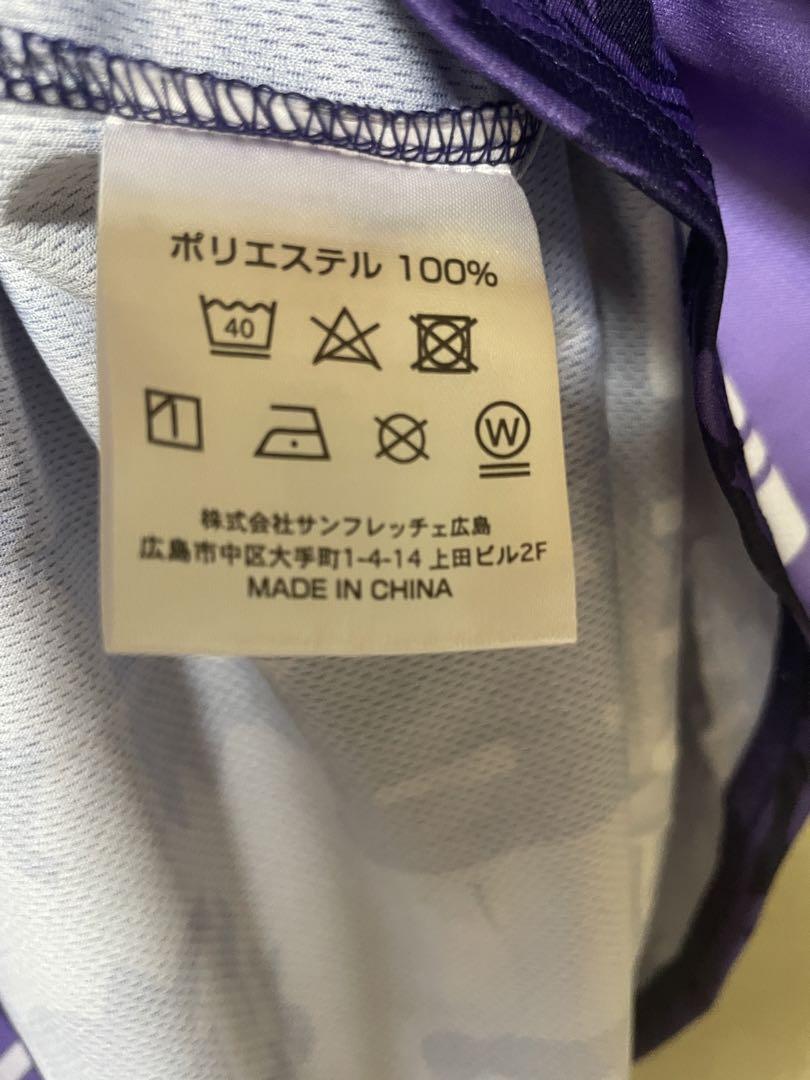 ポリエステル 100%
40
W
株式会社サンフレッチェ広島
広島市中区大手町1-4-14 上田ビル2F
MADE IN CHINA